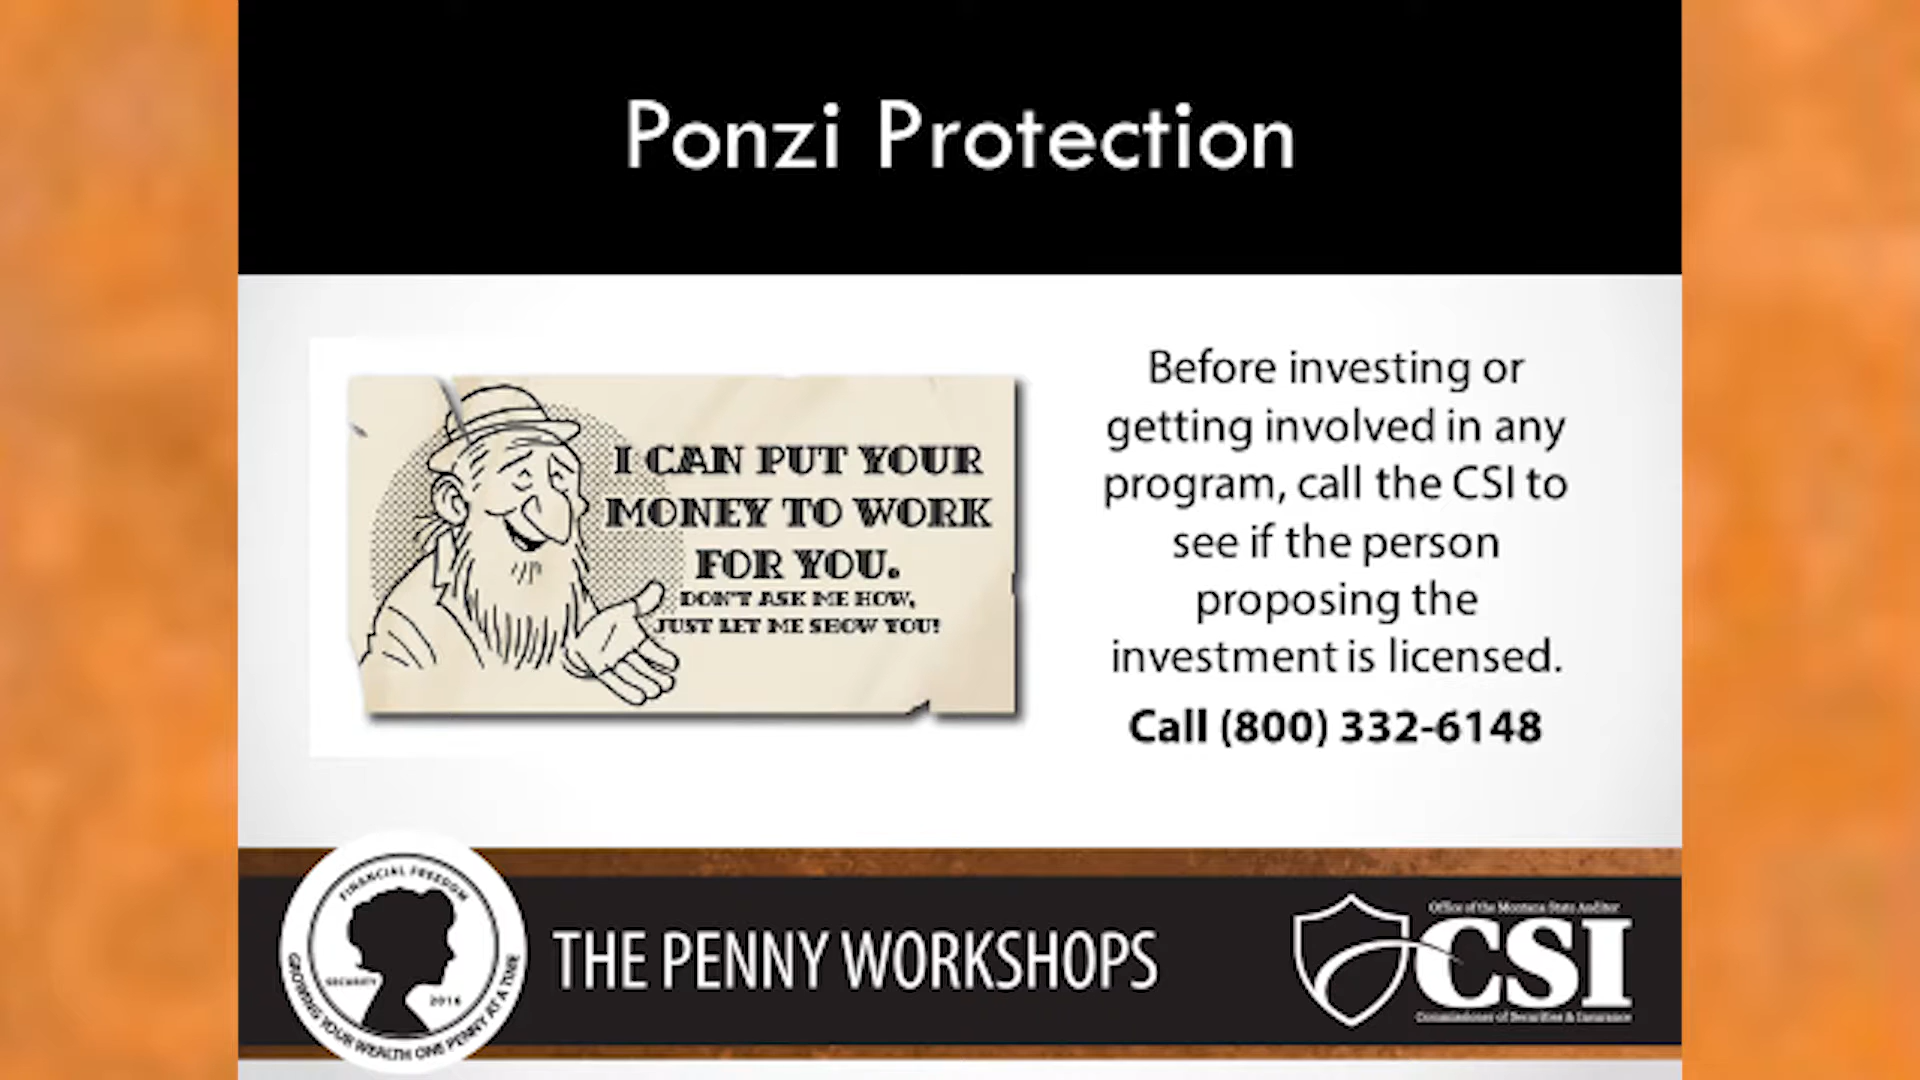 Ponzi Protection
I CAN PUT YOUR
MONEY TO WORK
FOR YOU.
DON'T ASK ME HOW,
JUST LET ME SHOW YOU!
Before investing or
getting involved in any
program, call the CSI to
see if the person
proposing the
investment is licensed.
Call (800) 332-6148
FINANCIAL FREEDOM
SECURITY
2016
GROWING YOUR WEALTH ONE PENNY AT A TIME
THE PENNY WORKSHOPS
Office of the Montana State Auditor
CSI
Commissioner of Securities & Insurance